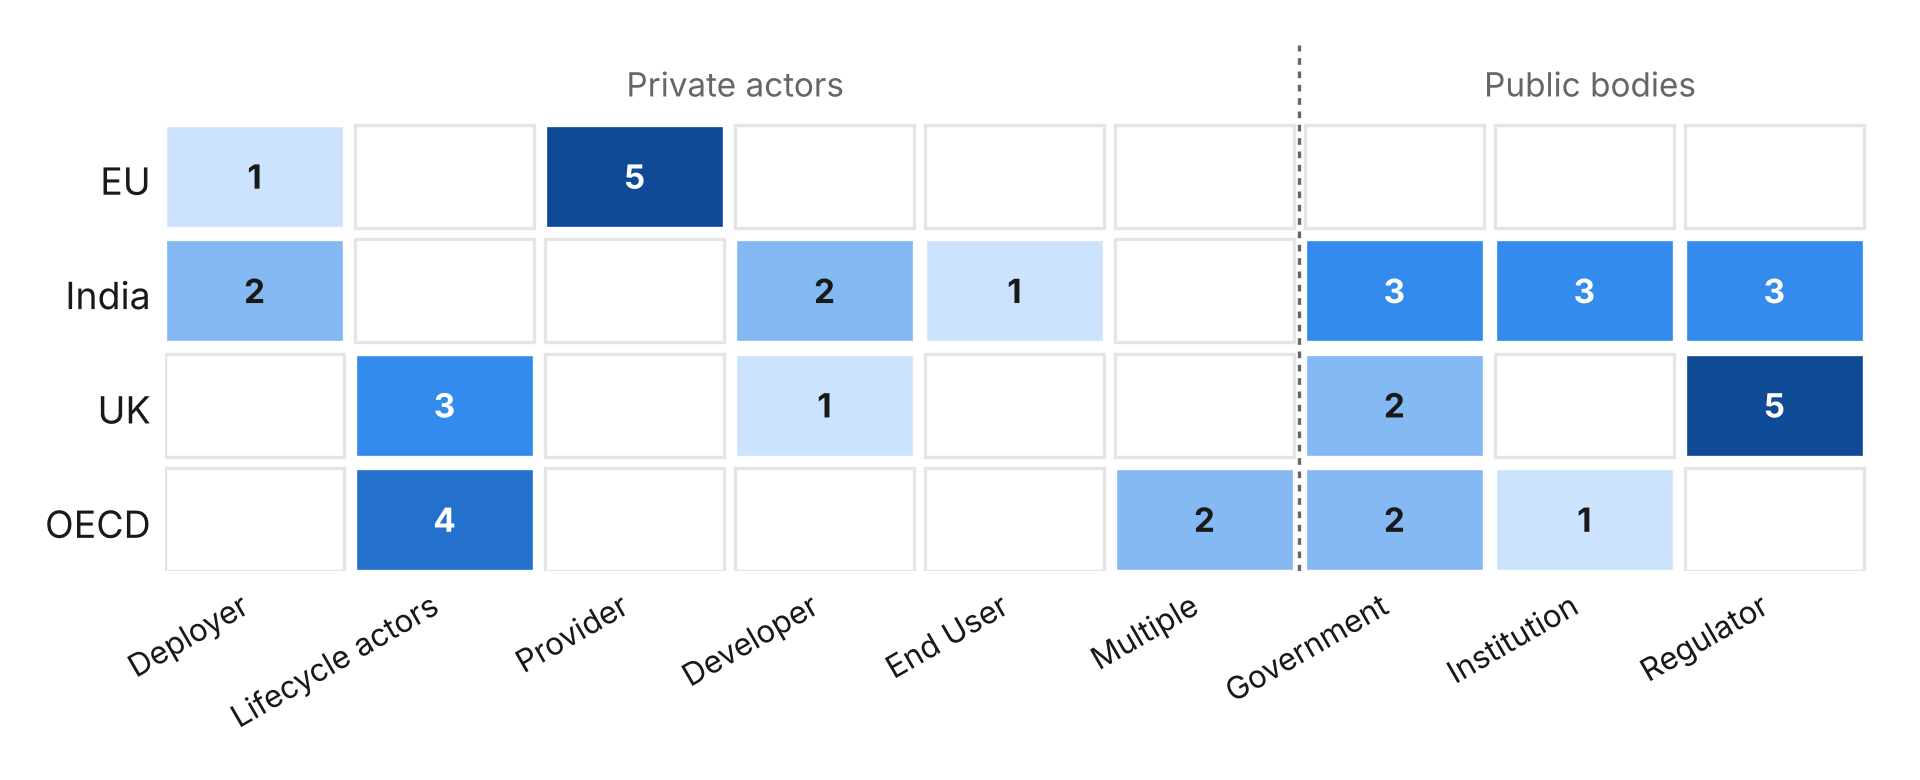 Private actors Public bodies
EU 1 5
India 2 2 1 3 3 3
UK 3 1 2 5
OECD 4 2 2 1
Deployer Lifecycle actors Provider Developer End User Multiple Government Institution Regulator